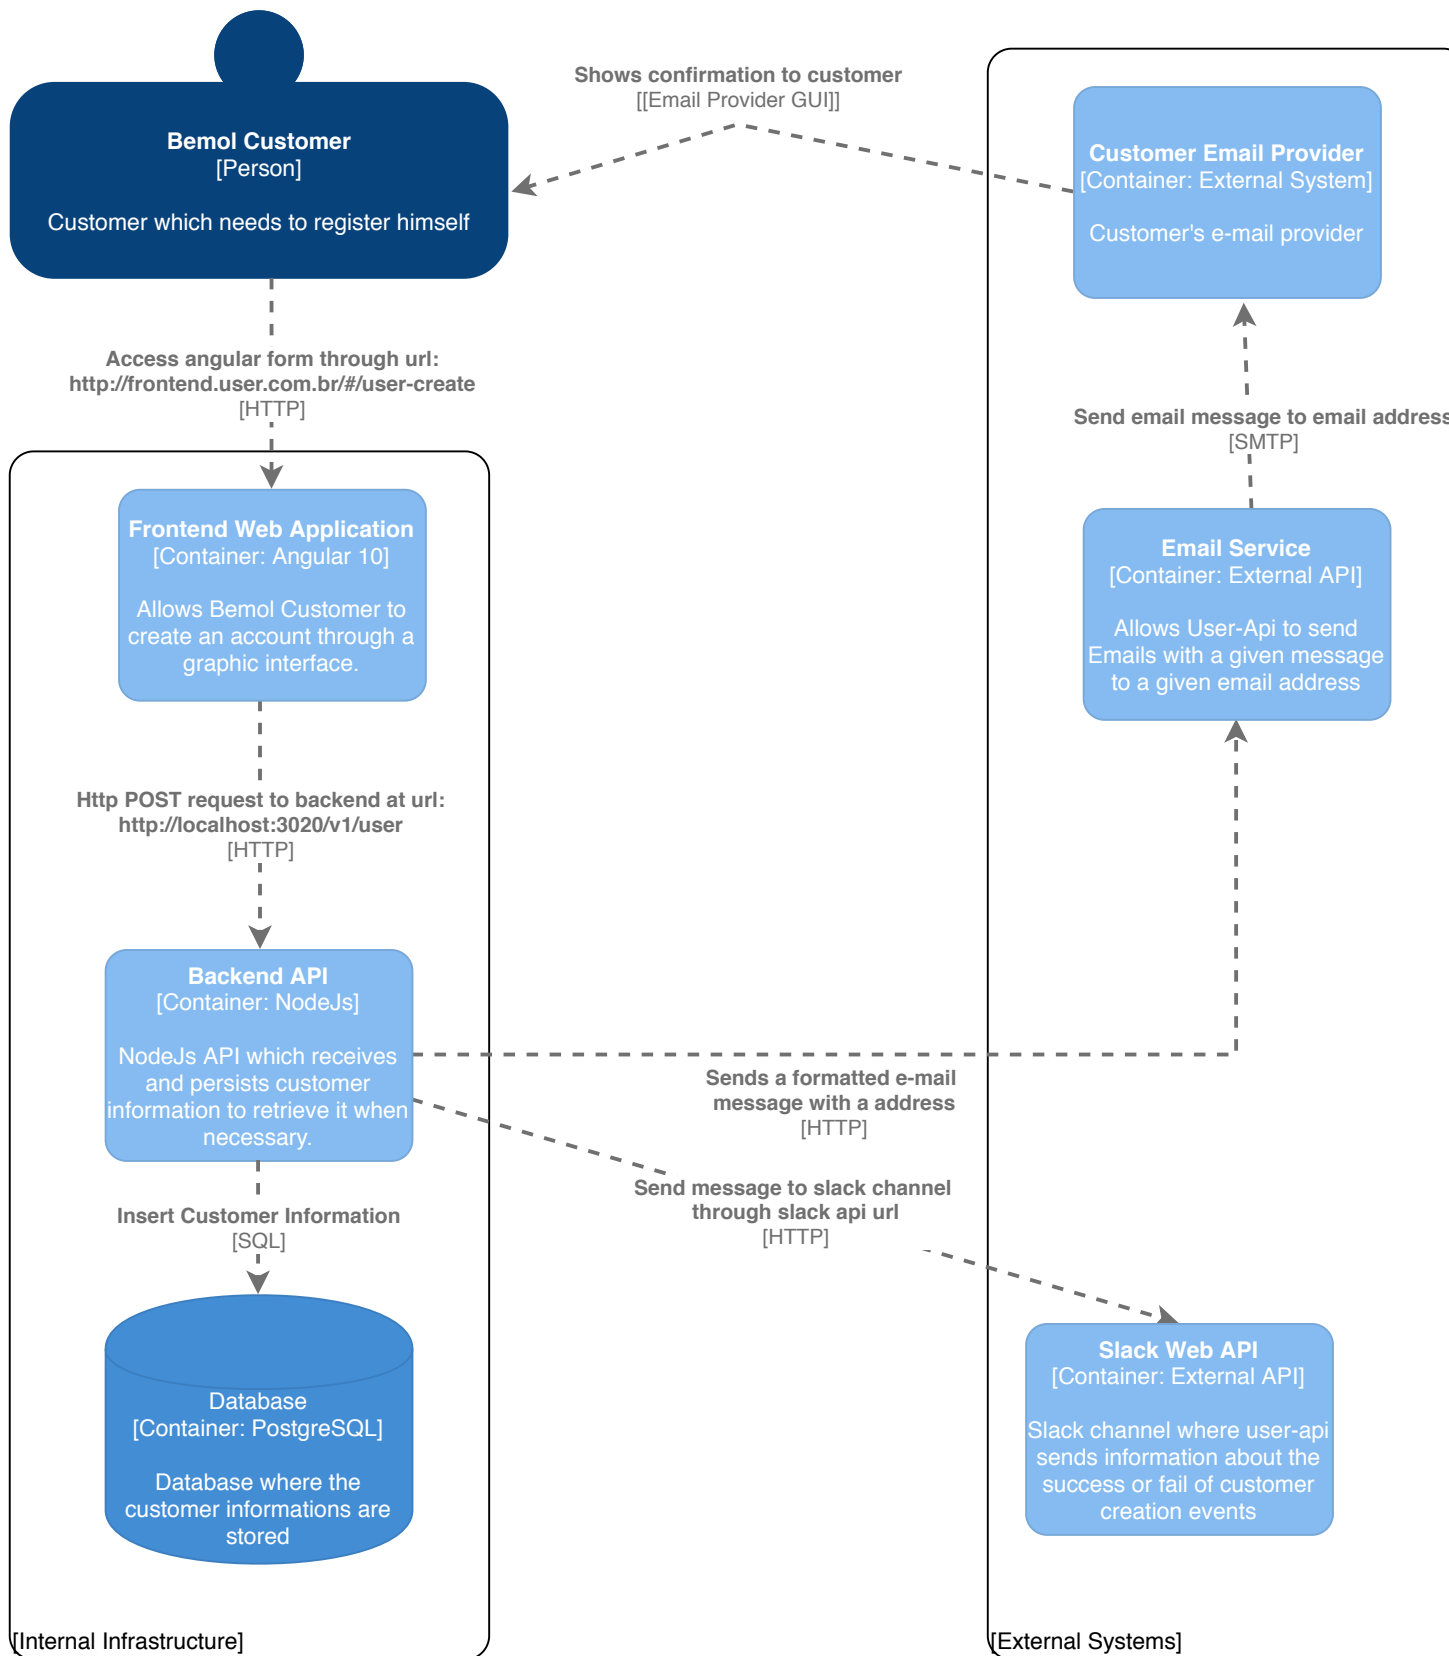 Bemol Customer
[Person]
Customer which needs to register himself
Shows confirmation to customer
[[Email Provider GUI]]
Customer Email Provider
[Container: External System]
Customer's e-mail provider
Access angular form through url:
http://frontend.user.com.br/#/user-create
[HTTP]
Send email message to email address
[SMTP]
Frontend Web Application
[Container: Angular 10]
Allows Bemol Customer to
create an account through a
graphic interface.
Email Service
[Container: External API]
Allows User-Api to send
Emails with a given message
to a given email address
Http POST request to backend at url:
http://localhost:3020/v1/user
[HTTP]
Backend API
[Container: NodeJs]
NodeJs API which receives
and persists customer
information to retrieve it when
necessary.
Sends a formatted e-mail
message with a address
[HTTP]
Send message to slack channel
through slack api url
[HTTP]
Insert Customer Information
[SQL]
Database
[Container: PostgreSQL]
Database where the
customer informations are
stored
Slack Web API
[Container: External API]
Slack channel where user-api
sends information about the
success or fail of customer
creation events
[Internal Infrastructure]
[External Systems]